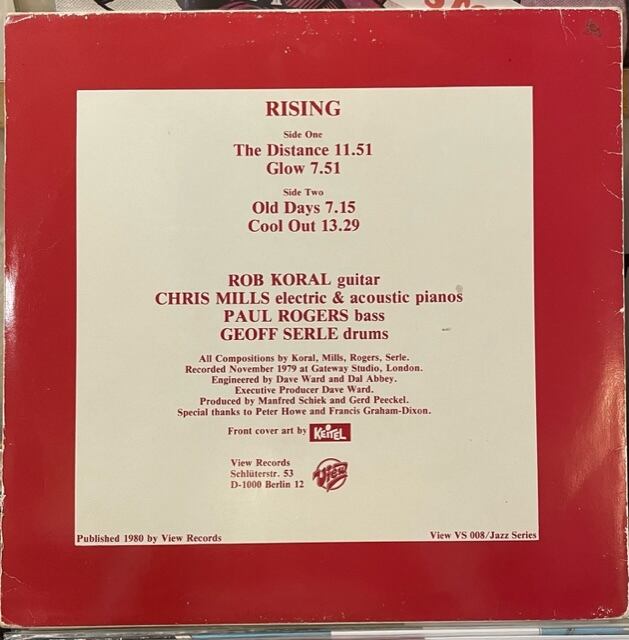 RISING
Side One
The Distance 11.51
Glow 7.51
Side Two
Old Days 7.15
Cool Out 13.29
ROB KORAL guitar
CHRIS MILLS electric & acoustic pianos
PAUL ROGERS bass
GEOFF SERLE drums
All Compositions by Koral, Mills, Rogers, Serle.
Recorded November 1979 at Gateway Studio, London.
Engineered by Dave Ward and Dal Abbey.
Executive Producer Dave Ward.
Produced by Manfred Schiek and Gerd Peeckel.
Special thanks to Peter Howe and Francis Graham-Dixon.
Front cover art by KEITEL
View Records
Schlüterstr. 53
D-1000 Berlin 12
View
Published 1980 by View Records
View VS 008/Jazz Series